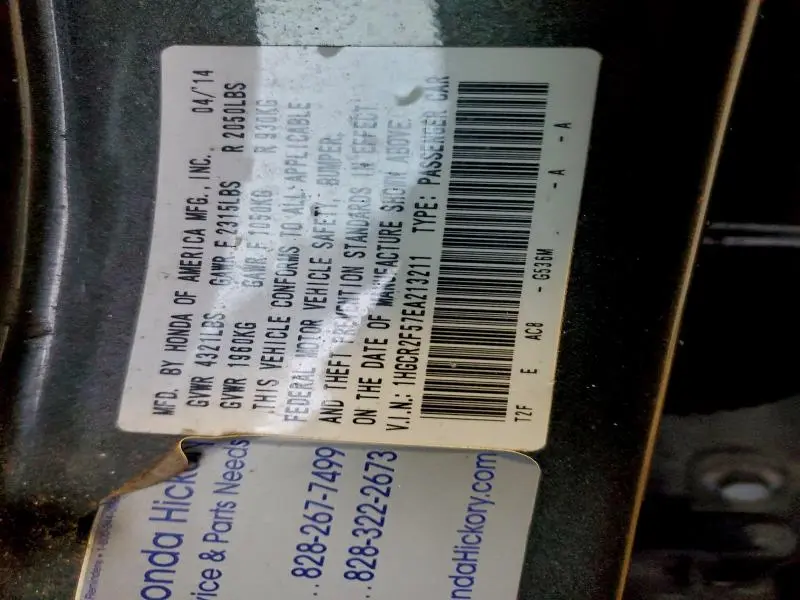 MFD. BY HONDA OF AMERICA MFG., INC. 04/'14
GVWR 4321LBS GAWR F 2315LBS R 2050LBS
GVWR 1960KG GAWR F 1050KG R 930KG
THIS VEHICLE CONFORMS TO ALL APPLICABLE
FEDERAL MOTOR VEHICLE SAFETY, BUMPER,
AND THEFT PREVENTION STANDARDS IN EFFECT
ON THE DATE OF MANUFACTURE SHOWN ABOVE.
V.I.N.: 1HGCR2F57EA213211 TYPE: PASSENGER CAR
T2F E AC8 - G536M - A - A
onda Hick
vice & Parts Needs
..828-267-7499
..828-322-2673
ndaHickory.com